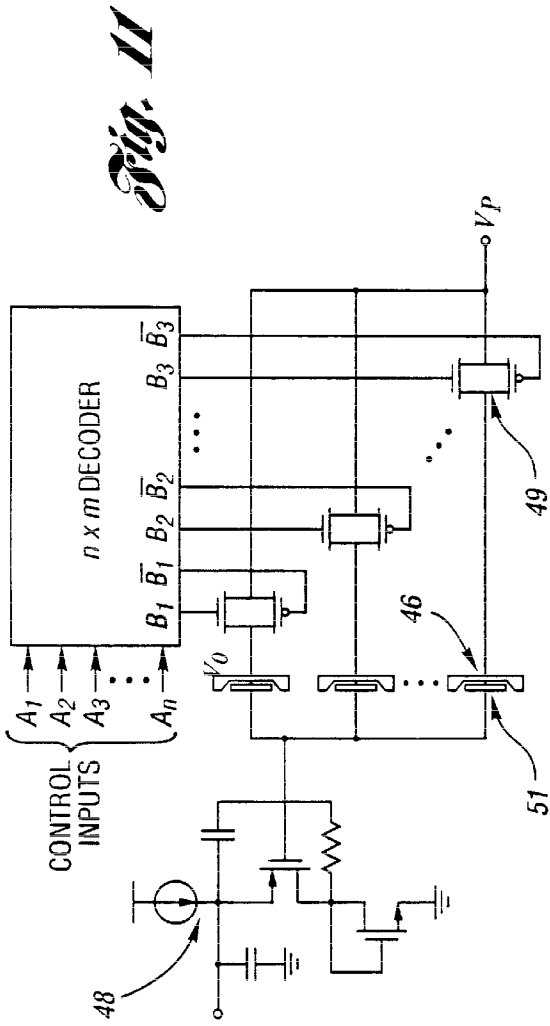 Fig. 11
CONTROL
INPUTS
A1
A2
A3
An
n x m DECODER
B1
B̅1
B2
B̅2
B3
B̅3
VO
VP
48
46
49
51